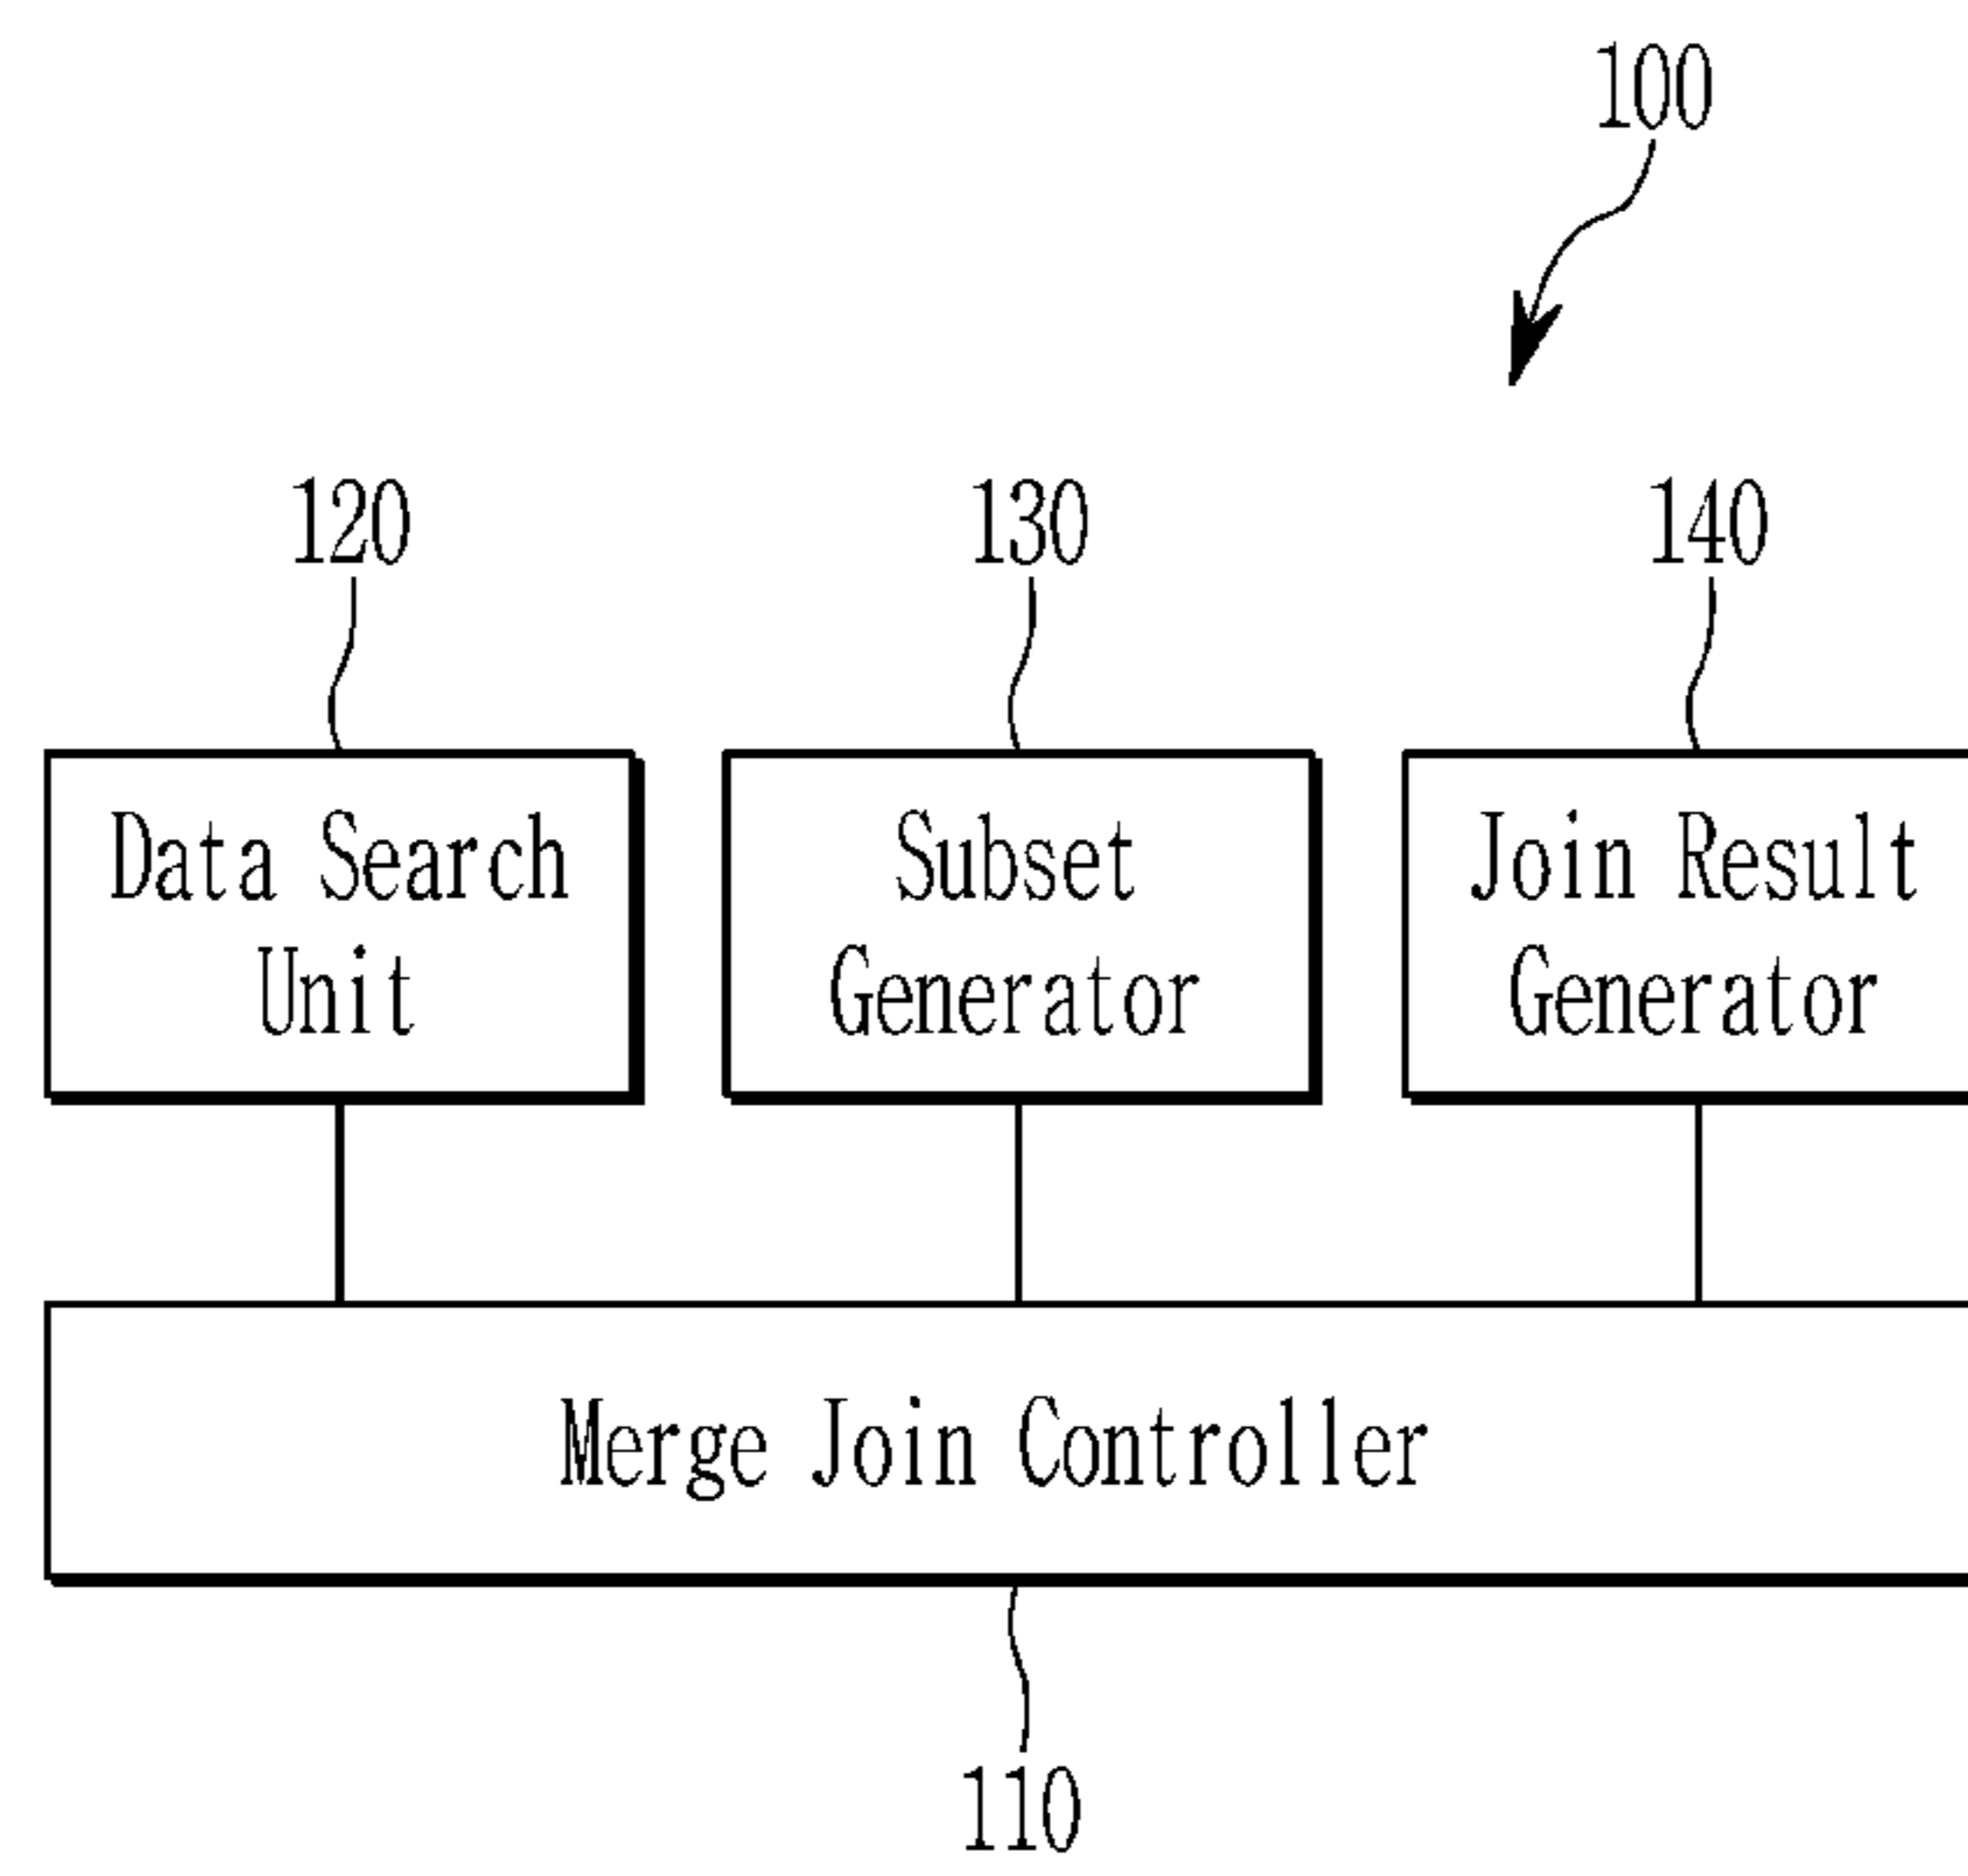 100
120
130
140
Data Search
Unit
Subset
Generator
Join Result
Generator
Merge Join Controller
110